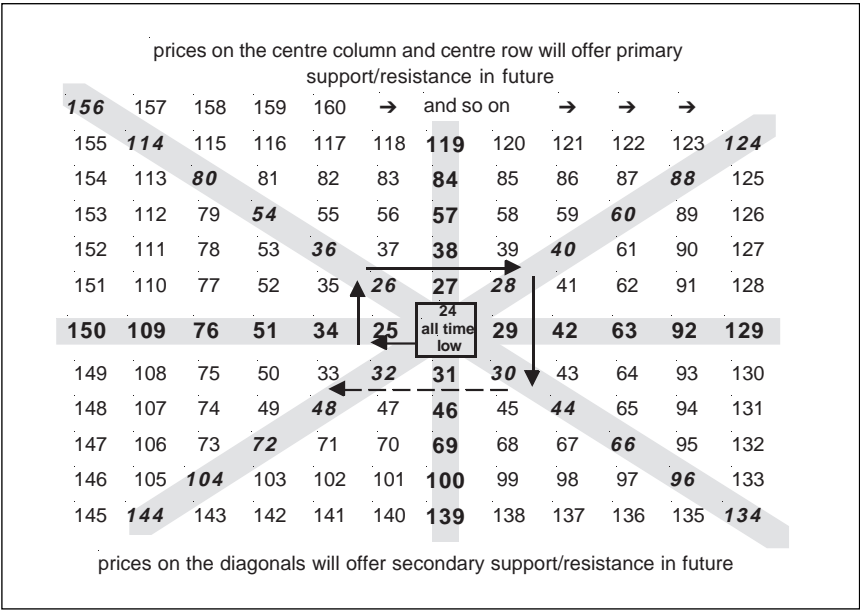 prices on the centre column and centre row will offer primary
support/resistance in future
156 157 158 159 160 ➔ and so on ➔ ➔ ➔
155 114 115 116 117 118 119 120 121 122 123 124
154 113 80 81 82 83 84 85 86 87 88 125
153 112 79 54 55 56 57 58 59 60 89 126
152 111 78 53 36 37 38 39 40 61 90 127
151 110 77 52 35 26 27 28 41 62 91 128
150 109 76 51 34 25 24 all time low 29 42 63 92 129
149 108 75 50 33 32 31 30 43 64 93 130
148 107 74 49 48 47 46 45 44 65 94 131
147 106 73 72 71 70 69 68 67 66 95 132
146 105 104 103 102 101 100 99 98 97 96 133
145 144 143 142 141 140 139 138 137 136 135 134
prices on the diagonals will offer secondary support/resistance in future